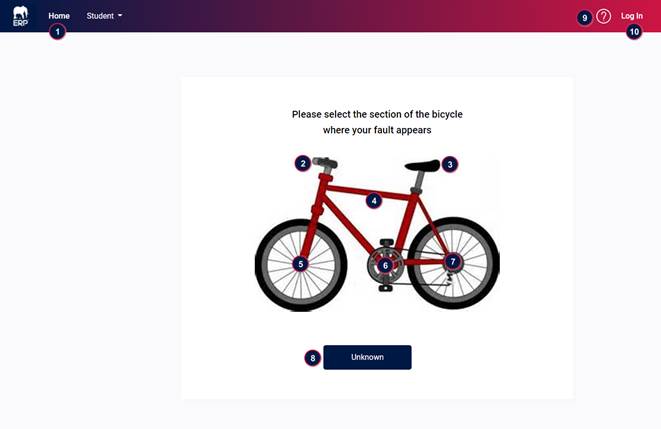 ERP
Home
Student
9
?
Log In
1
10
Please select the section of the bicycle
where your fault appears
2
3
4
5
6
7
8
Unknown